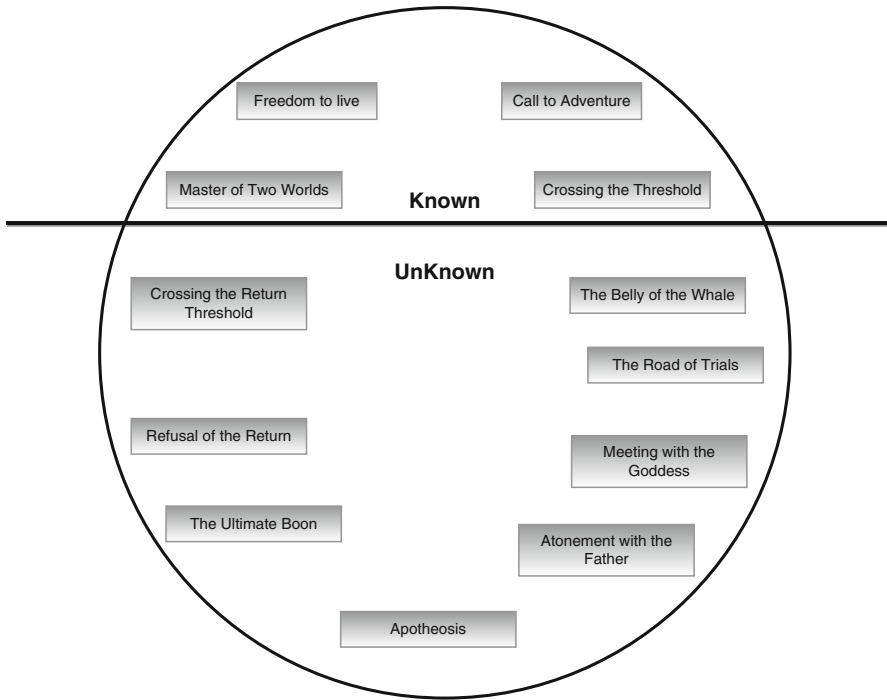 Freedom to live
Call to Adventure
Master of Two Worlds
Known
Crossing the Threshold
UnKnown
Crossing the Return
Threshold
The Belly of the Whale
The Road of Trials
Refusal of the Return
Meeting with the
Goddess
The Ultimate Boon
Atonement with the
Father
Apotheosis